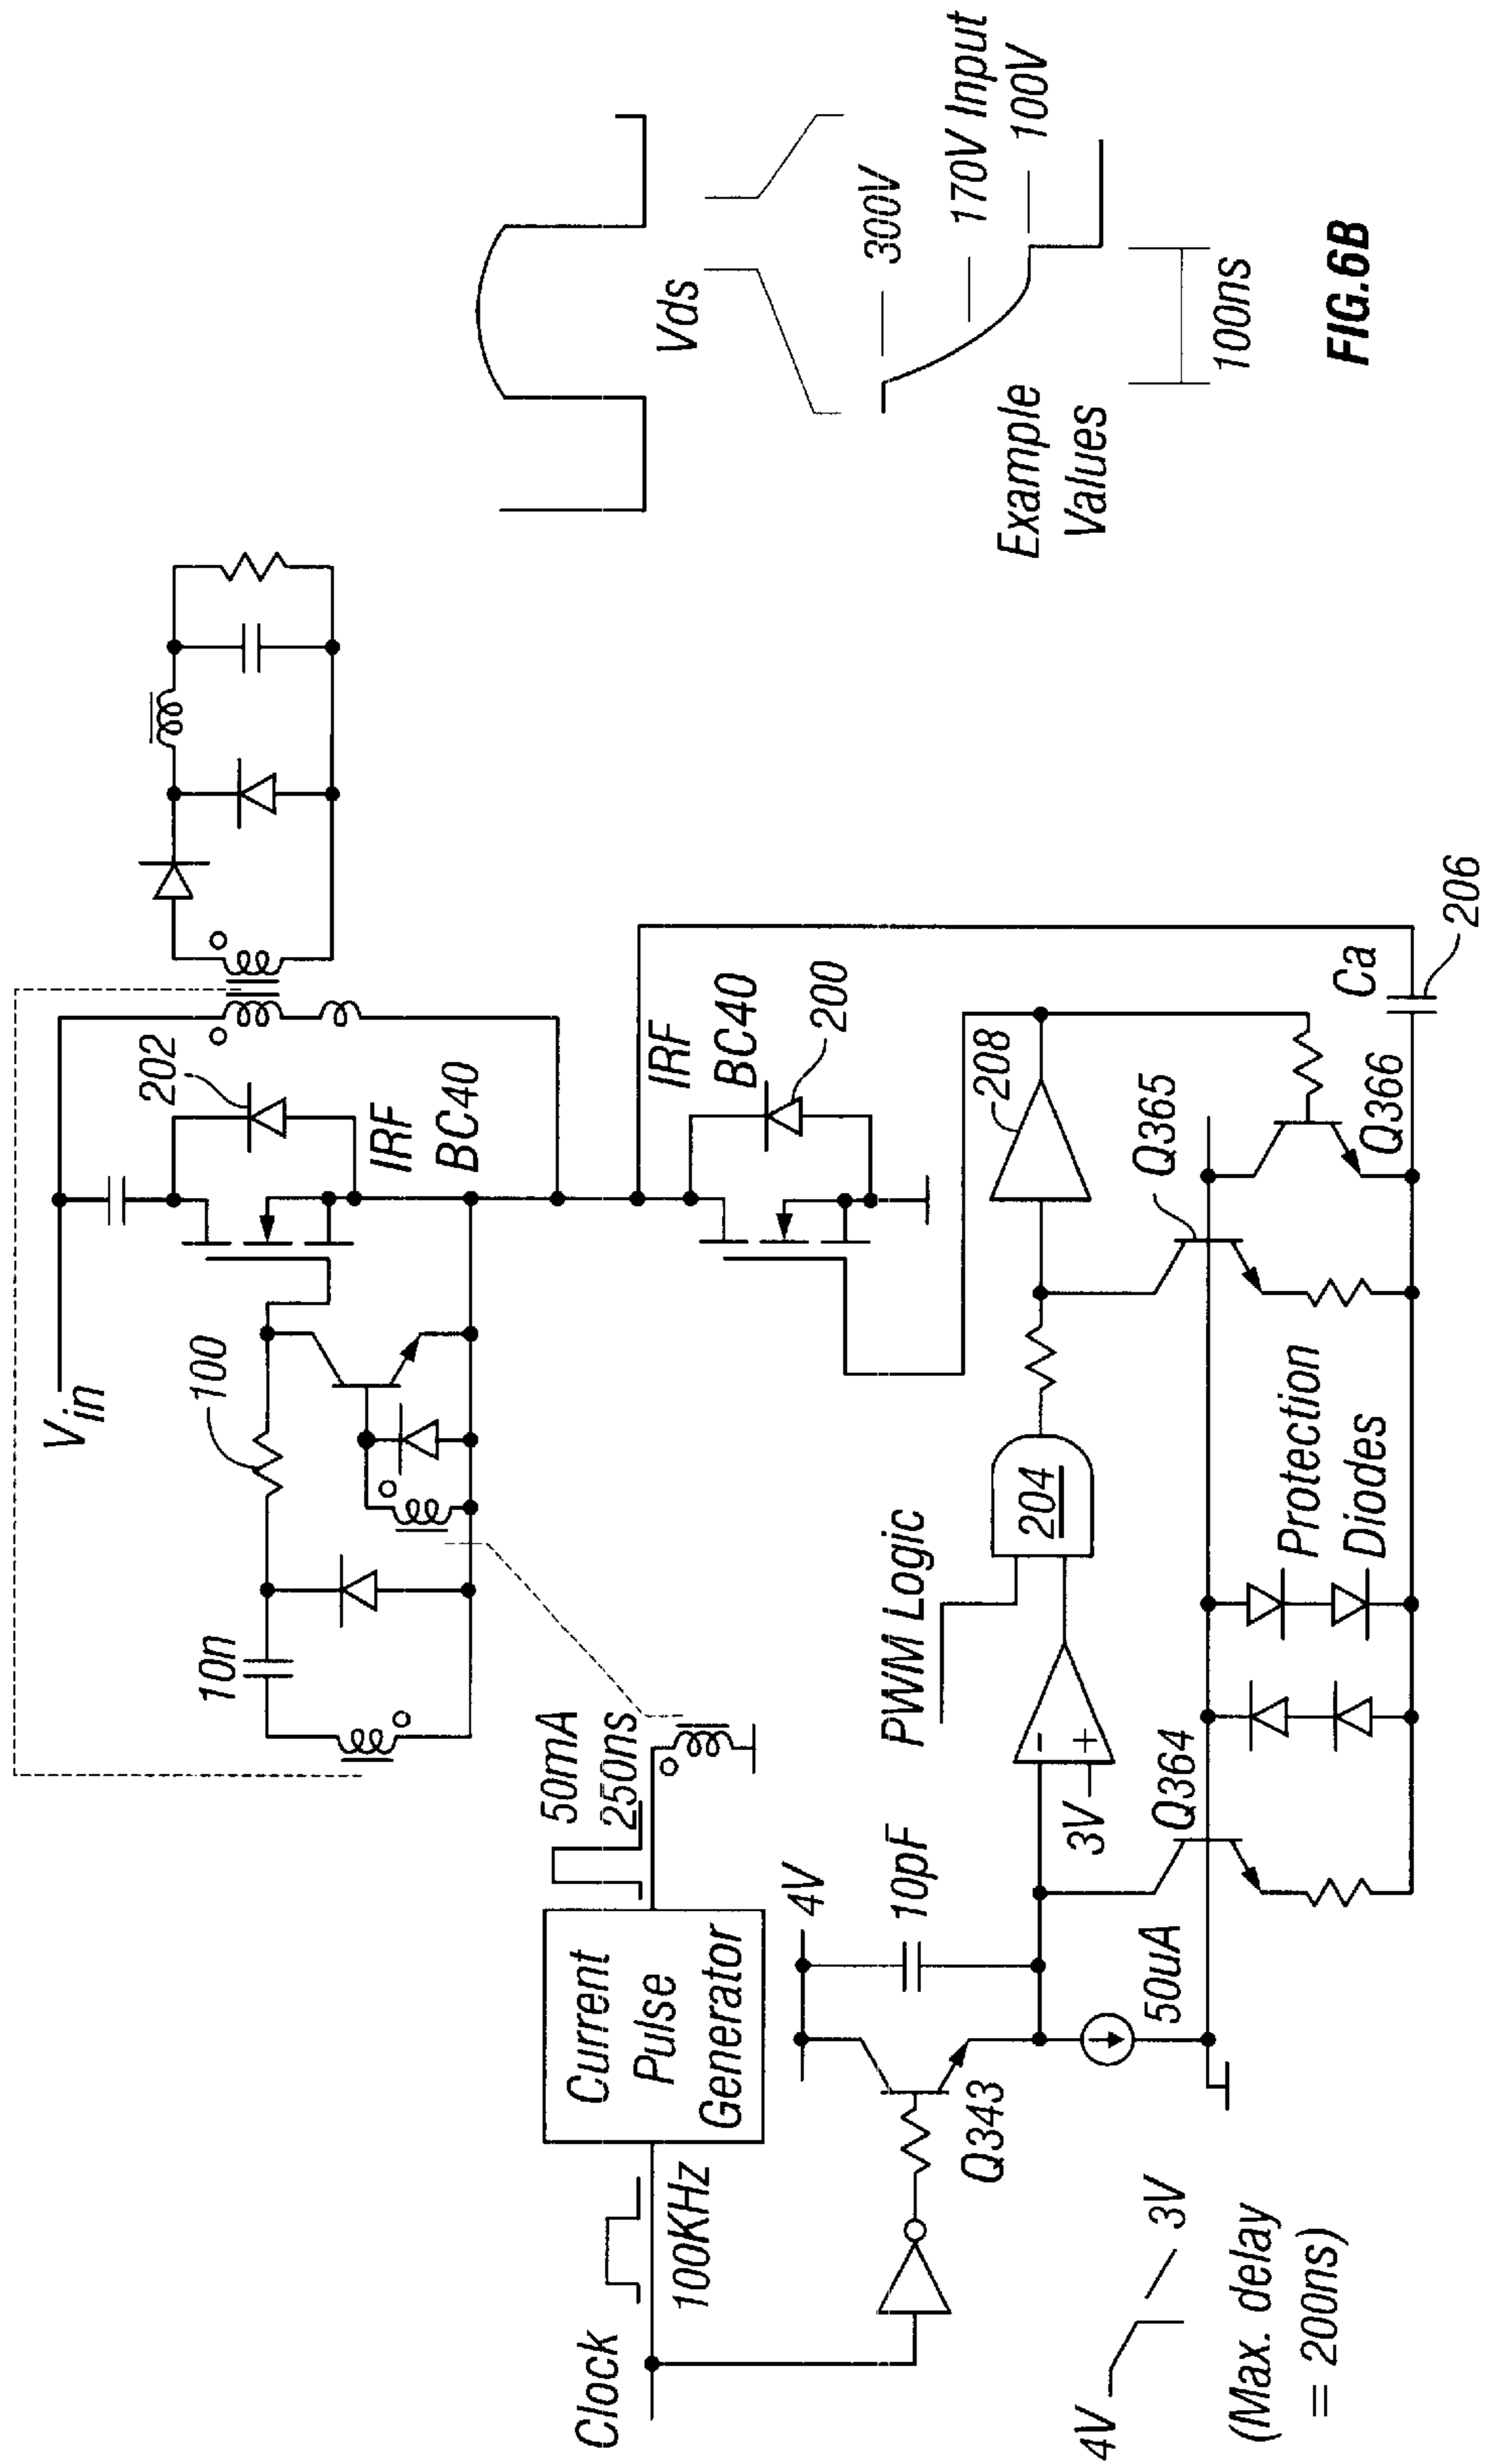 Vin
100
10n
202
IRF
BC40
50mA
250ns
Clock
100KHz
Current
Pulse
Generator
IRF
BC40
200
4V
10pF
Q343
50uA
3V
-
+
PWM Logic
204
208
Q364
Q365
Q366
Protection
Diodes
Ca
206
4V
3V
(Max. delay
= 200ns)
Vds
300V
170V Input
100V
Example
Values
100ns
FIG.6B